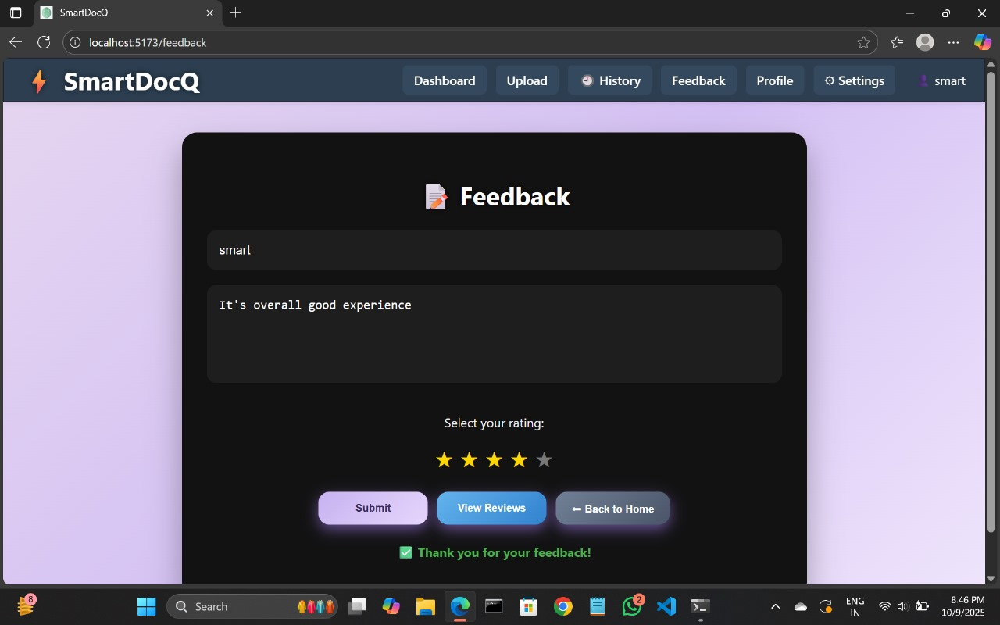 SmartDocQ
localhost:5173/feedback
SmartDocQ
Dashboard
Upload
History
Feedback
Profile
Settings
smart
Feedback
smart
It's overall good experience
Select your rating:
Submit
View Reviews
Back to Home
Thank you for your feedback!
8
Search
2
ENG
IN
8:46 PM
10/9/2025